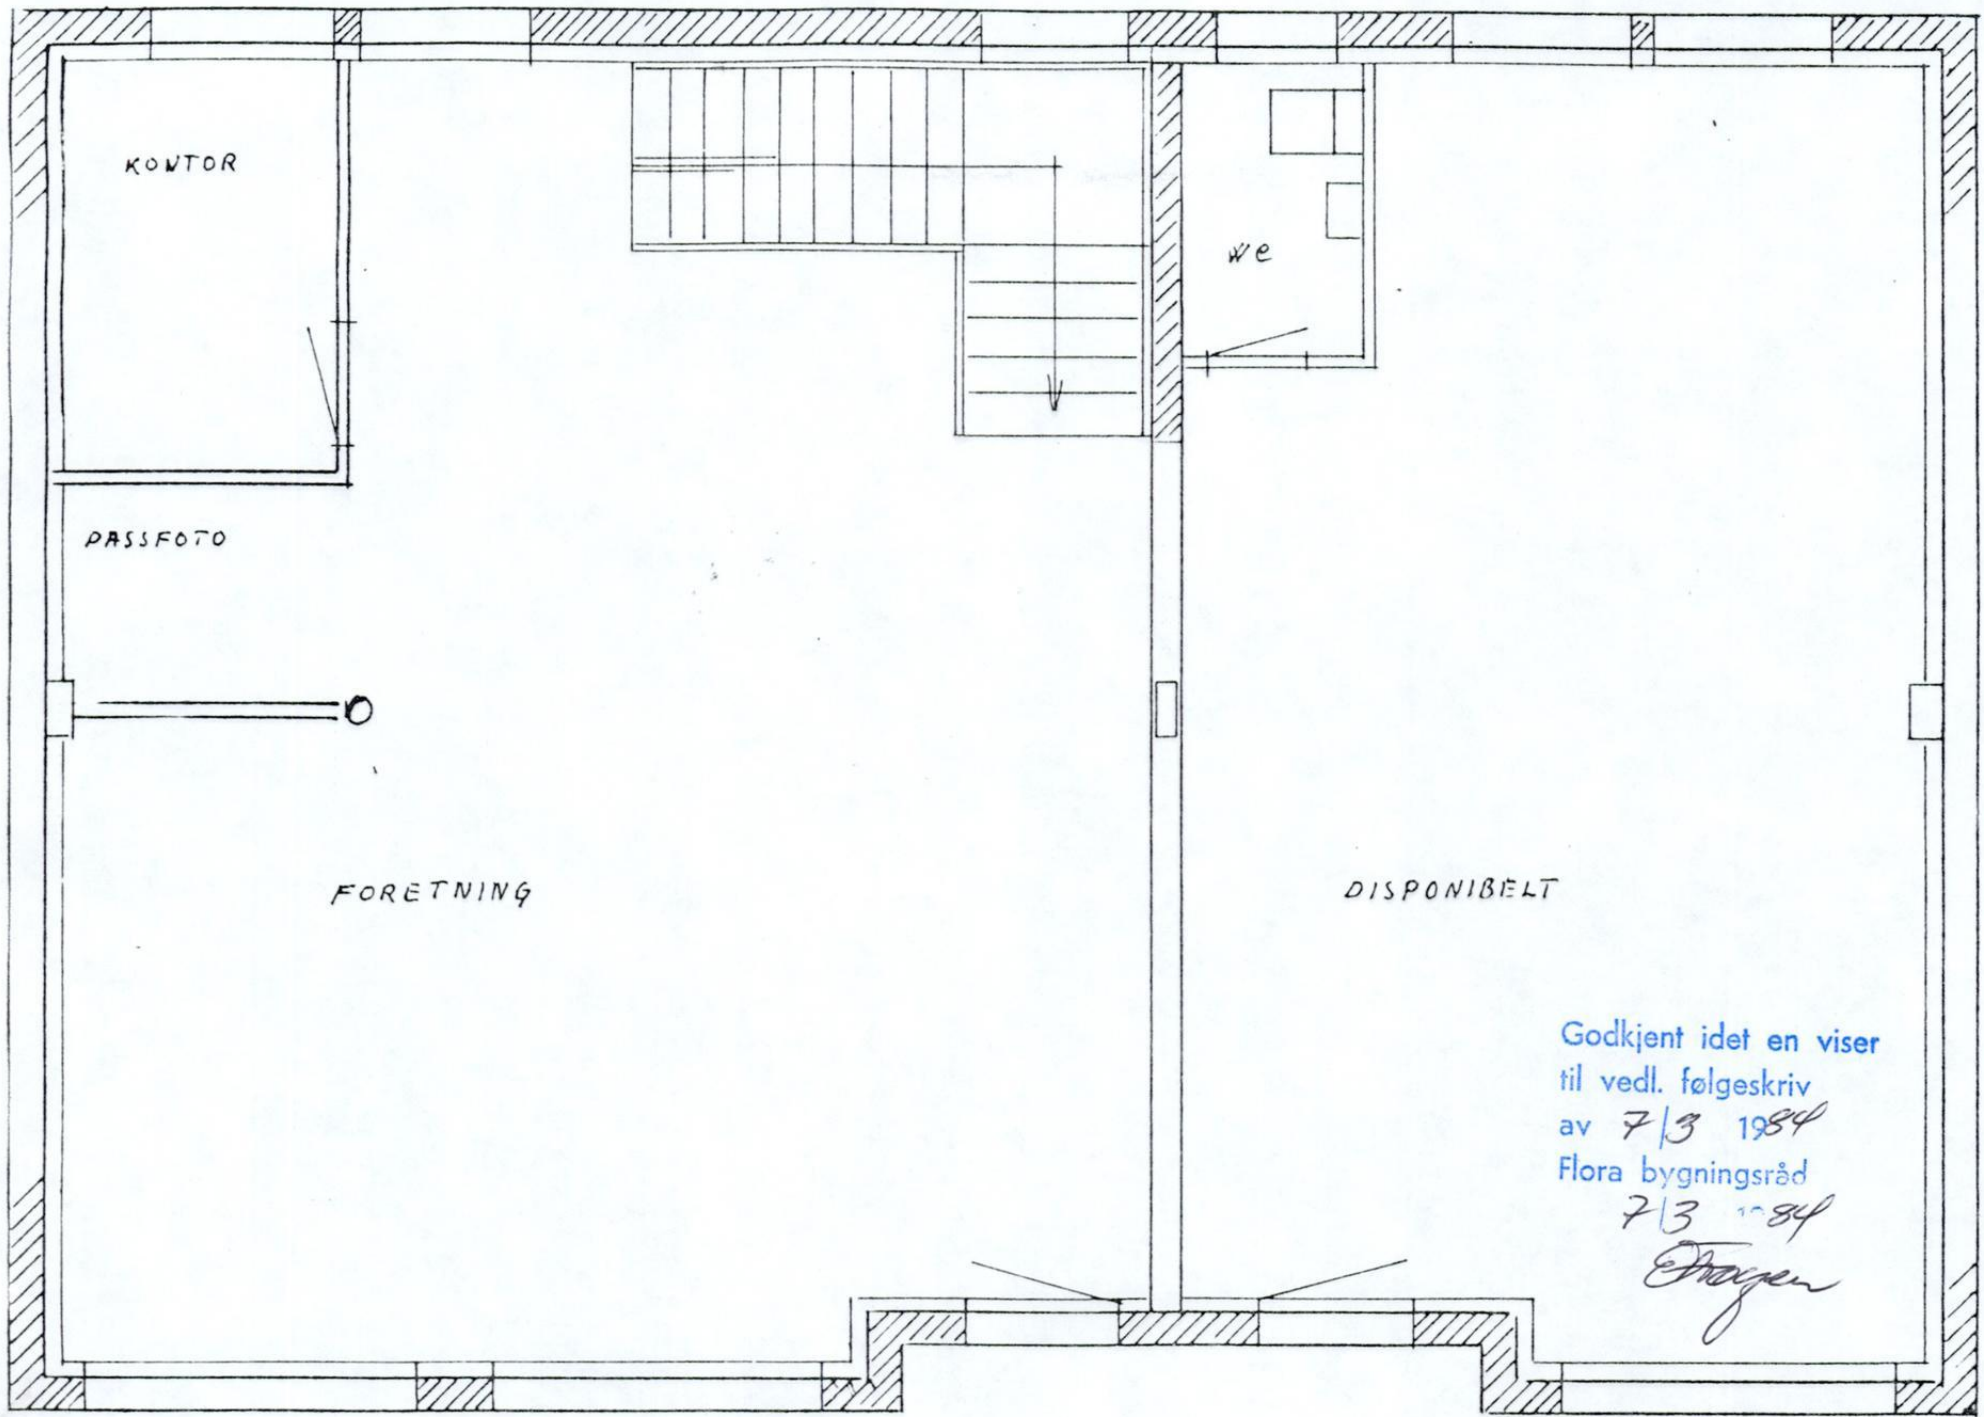 KONTOR
WC
PASSFOTO
FORETNING
DISPONIBELT
Godkjent idet en viser
til vedl. følgeskriv
av 7/3 1984
Flora bygningsråd
7/3 1984